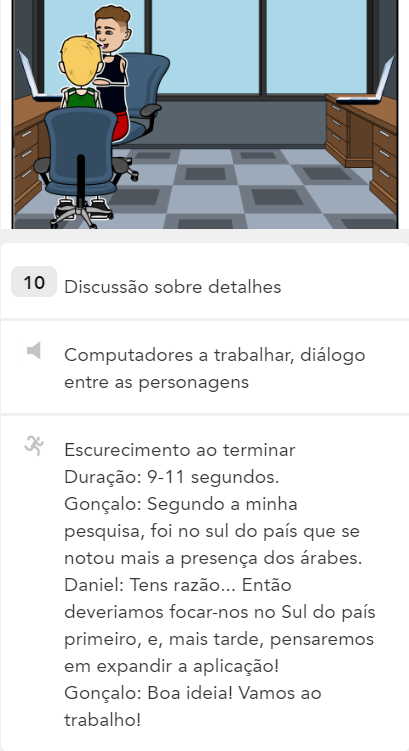 10 Discussão sobre detalhes
Computadores a trabalhar, diálogo
entre as personagens
Escurecimento ao terminar
Duração: 9-11 segundos.
Gonçalo: Segundo a minha
pesquisa, foi no sul do país que se
notou mais a presença dos árabes.
Daniel: Tens razão... Então
deveriamos focar-nos no Sul do país
primeiro, e, mais tarde, pensaremos
em expandir a aplicação!
Gonçalo: Boa ideia! Vamos ao
trabalho!